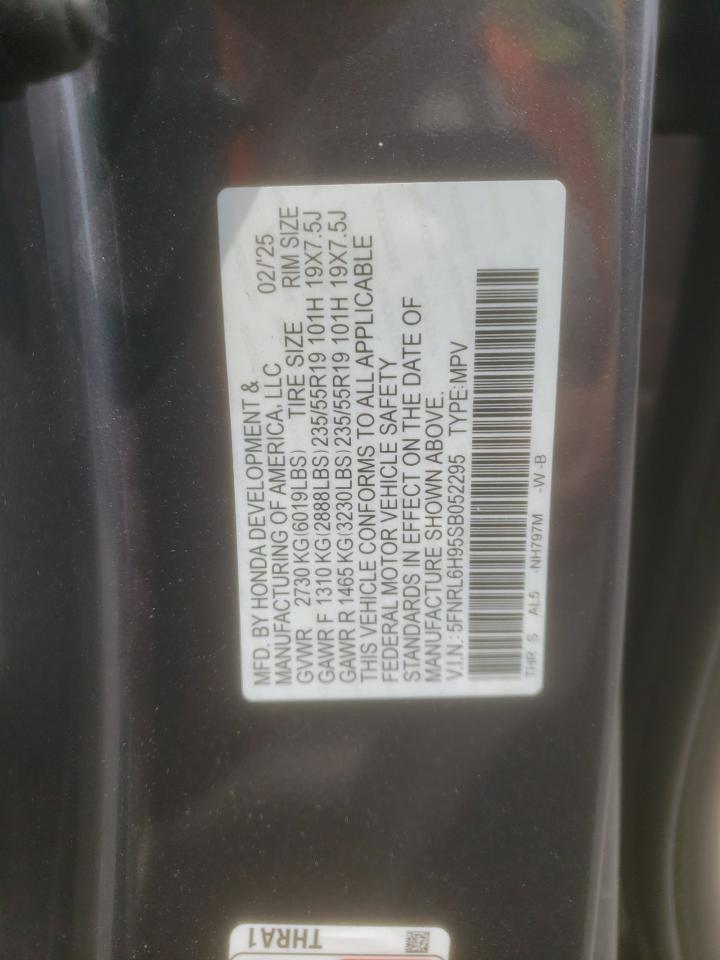 MFD. BY HONDA DEVELOPMENT &
MANUFACTURING OF AMERICA, LLC 02/'25
GVWR 2730 KG(6019LBS) TIRE SIZE RIM SIZE
GAWR F 1310 KG(2888LBS) 235/55R19 101H 19X7.5J
GAWR R 1465 KG(3230LBS) 235/55R19 101H 19X7.5J
THIS VEHICLE CONFORMS TO ALL APPLICABLE
FEDERAL MOTOR VEHICLE SAFETY
STANDARDS IN EFFECT ON THE DATE OF
MANUFACTURE SHOWN ABOVE.
V.I.N.: 5FNRL6H95SB052295 TYPE:MPV
THR S AL5 -NH797M -W -B
THRA1